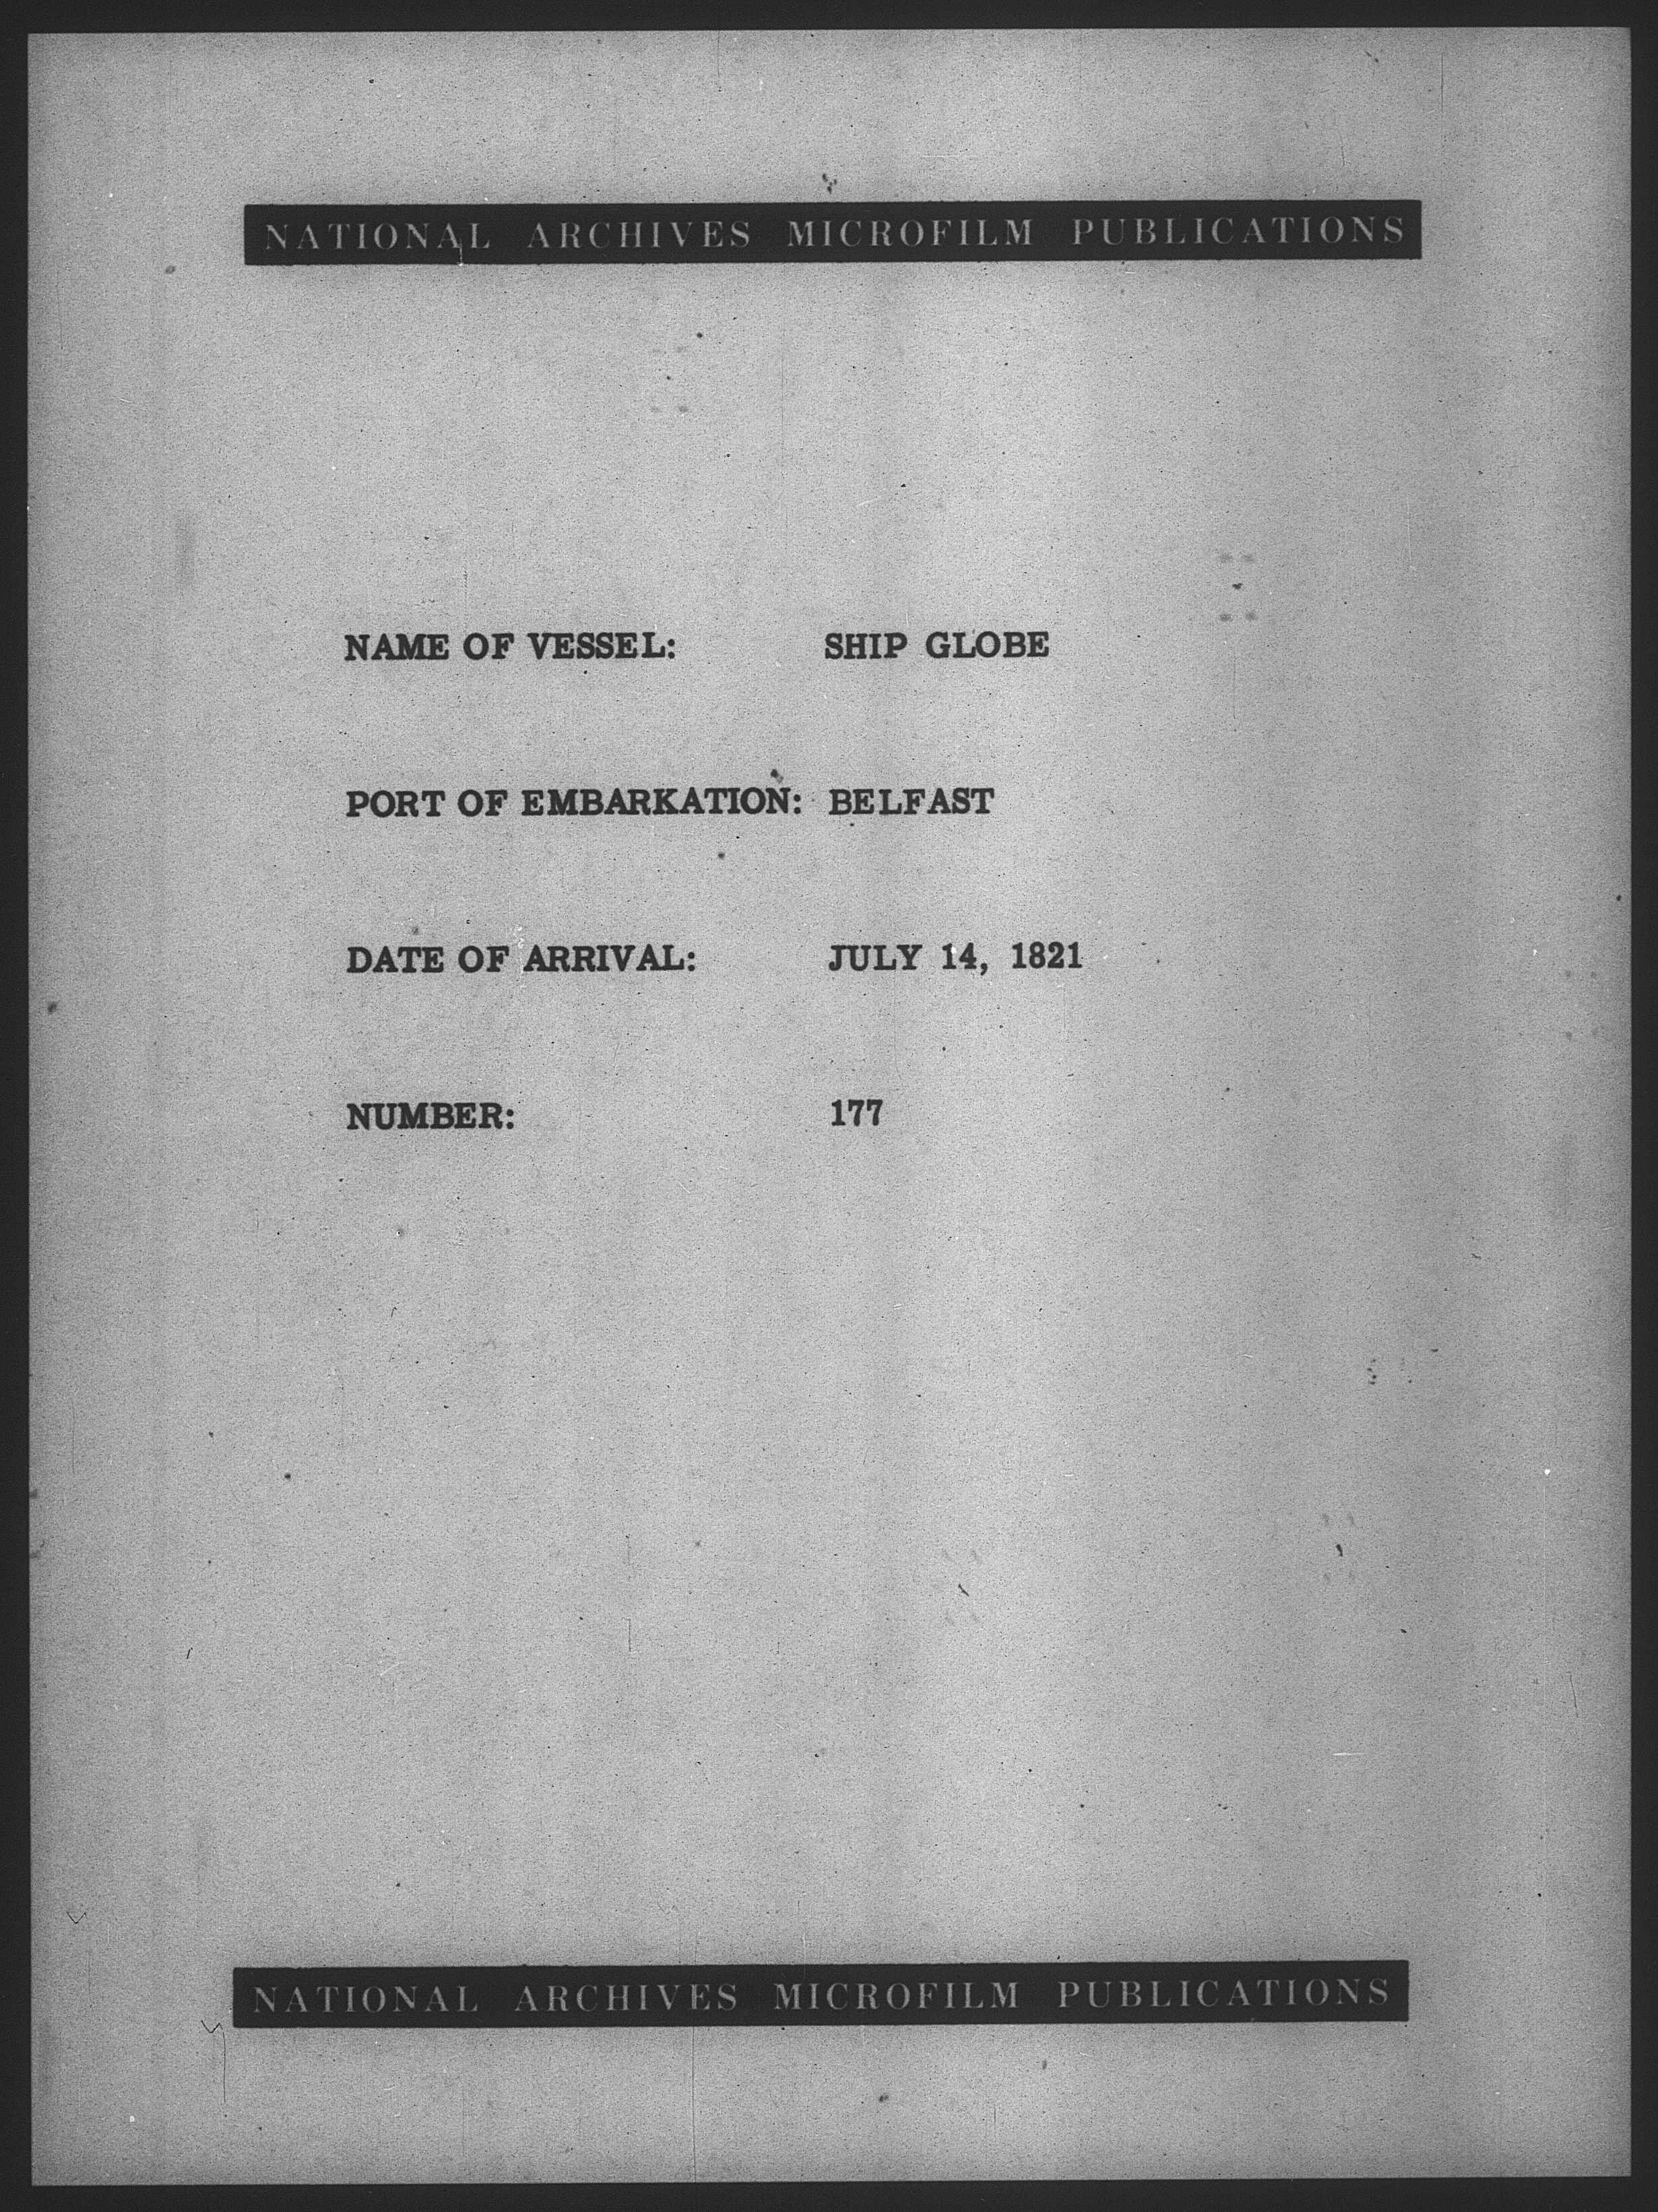 NATIONAL ARCHIVES MICROFILM PUBLICATIONS
NAME OF VESSEL: SHIP GLOBE
PORT OF EMBARKATION: BELFAST
DATE OF ARRIVAL: JULY 14, 1821
NUMBER: 177
NATIONAL ARCHIVES MICROFILM PUBLICATIONS